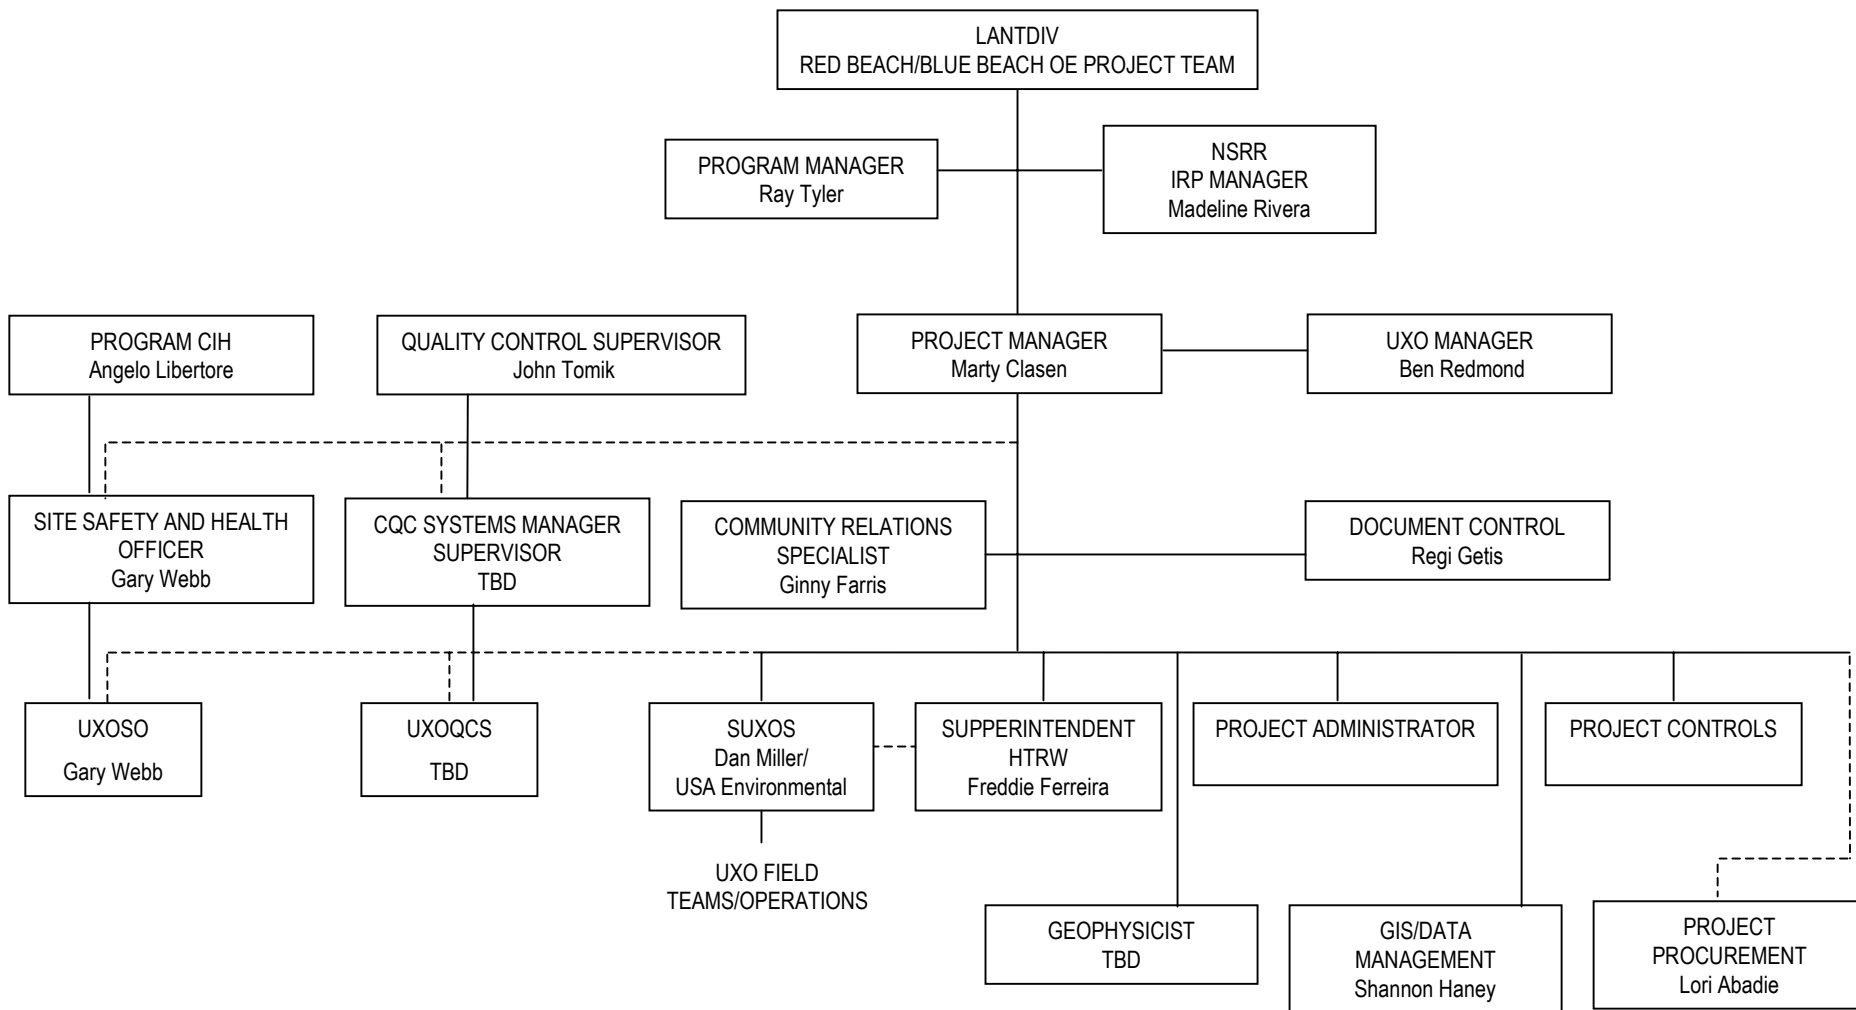 LANTDIV
RED BEACH/BLUE BEACH OE PROJECT TEAM
PROGRAM MANAGER
Ray Tyler
NSRR
IRP MANAGER
Madeline Rivera
PROGRAM CIH
Angelo Libertore
QUALITY CONTROL SUPERVISOR
John Tomik
PROJECT MANAGER
Marty Clasen
UXO MANAGER
Ben Redmond
SITE SAFETY AND HEALTH
OFFICER
Gary Webb
CQC SYSTEMS MANAGER
SUPERVISOR
TBD
COMMUNITY RELATIONS
SPECIALIST
Ginny Farris
DOCUMENT CONTROL
Regi Getis
UXOSO
Gary Webb
UXOQCS
TBD
SUXOS
Dan Miller/
USA Environmental
SUPPERINTENDENT
HTRW
Freddie Ferreira
PROJECT ADMINISTRATOR
PROJECT CONTROLS
UXO FIELD
TEAMS/OPERATIONS
GEOPHYSICIST
TBD
GIS/DATA
MANAGEMENT
Shannon Haney
PROJECT
PROCUREMENT
Lori Abadie